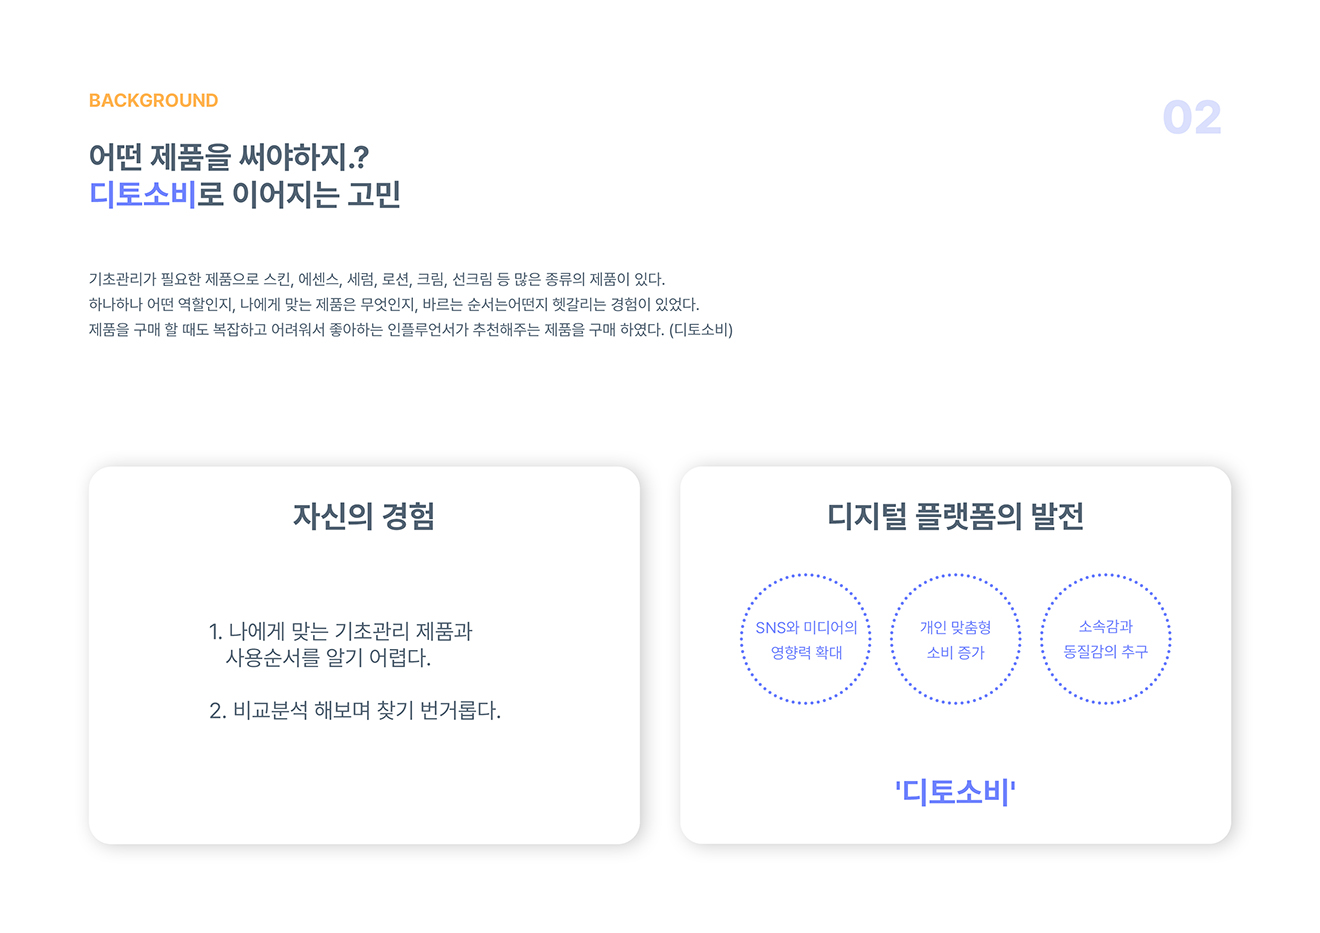 BACKGROUND
02
어떤 제품을 써야하지.?
디토소비로 이어지는 고민
기초관리가 필요한 제품으로 스킨, 에센스, 세럼, 로션, 크림, 선크림 등 많은 종류의 제품이 있다.
하나하나 어떤 역할인지, 나에게 맞는 제품은 무엇인지, 바르는 순서는어떤지 헷갈리는 경험이 있었다.
제품을 구매 할 때도 복잡하고 어려워서 좋아하는 인플루언서가 추천해주는 제품을 구매 하였다. (디토소비)
자신의 경험
1. 나에게 맞는 기초관리 제품과
사용순서를 알기 어렵다.
2. 비교분석 해보며 찾기 번거롭다.
디지털 플랫폼의 발전
SNS와 미디어의
영향력 확대
개인 맞춤형
소비 증가
소속감과
동질감의 추구
'디토소비'